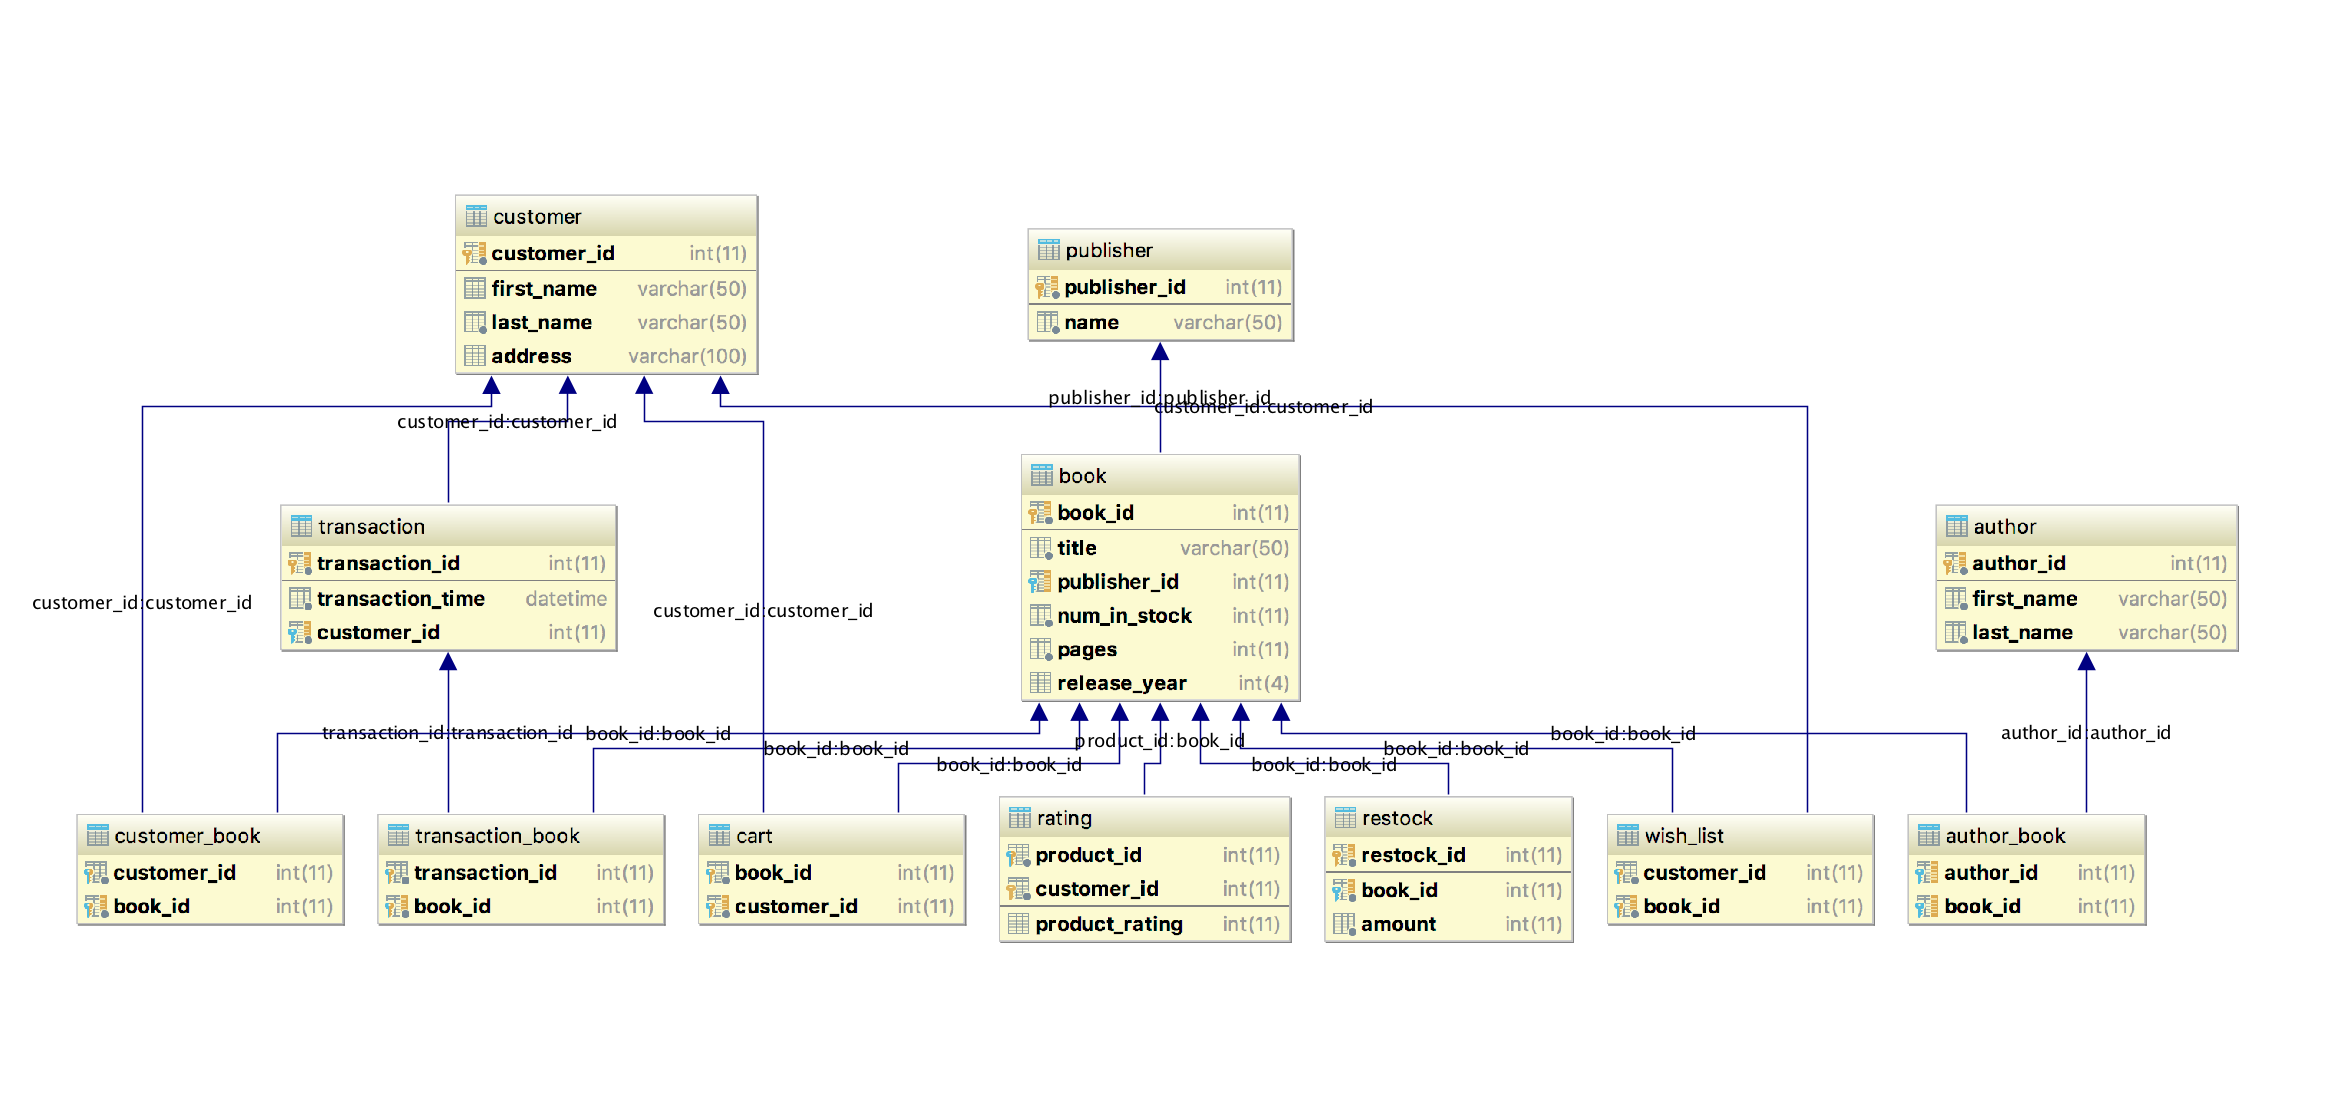 customer
customer_id int(11)
first_name varchar(50)
last_name varchar(50)
address varchar(100)
publisher
publisher_id int(11)
name varchar(50)
publisher_id:publisher_id
customer_id:customer_id
customer_id:customer_id
book
book_id int(11)
title varchar(50)
publisher_id int(11)
num_in_stock int(11)
pages int(11)
release_year int(4)
transaction
transaction_id int(11)
transaction_time datetime
customer_id int(11)
author
author_id int(11)
first_name varchar(50)
last_name varchar(50)
customer_id:customer_id
customer_id:customer_id
transaction_id:transaction_id
book_id:book_id
book_id:book_id
book_id:book_id
product_id:book_id
book_id:book_id
book_id:book_id
book_id:book_id
author_id:author_id
customer_book
customer_id int(11)
book_id int(11)
transaction_book
transaction_id int(11)
book_id int(11)
cart
book_id int(11)
customer_id int(11)
rating
product_id int(11)
customer_id int(11)
product_rating int(11)
restock
restock_id int(11)
book_id int(11)
amount int(11)
wish_list
customer_id int(11)
book_id int(11)
author_book
author_id int(11)
book_id int(11)